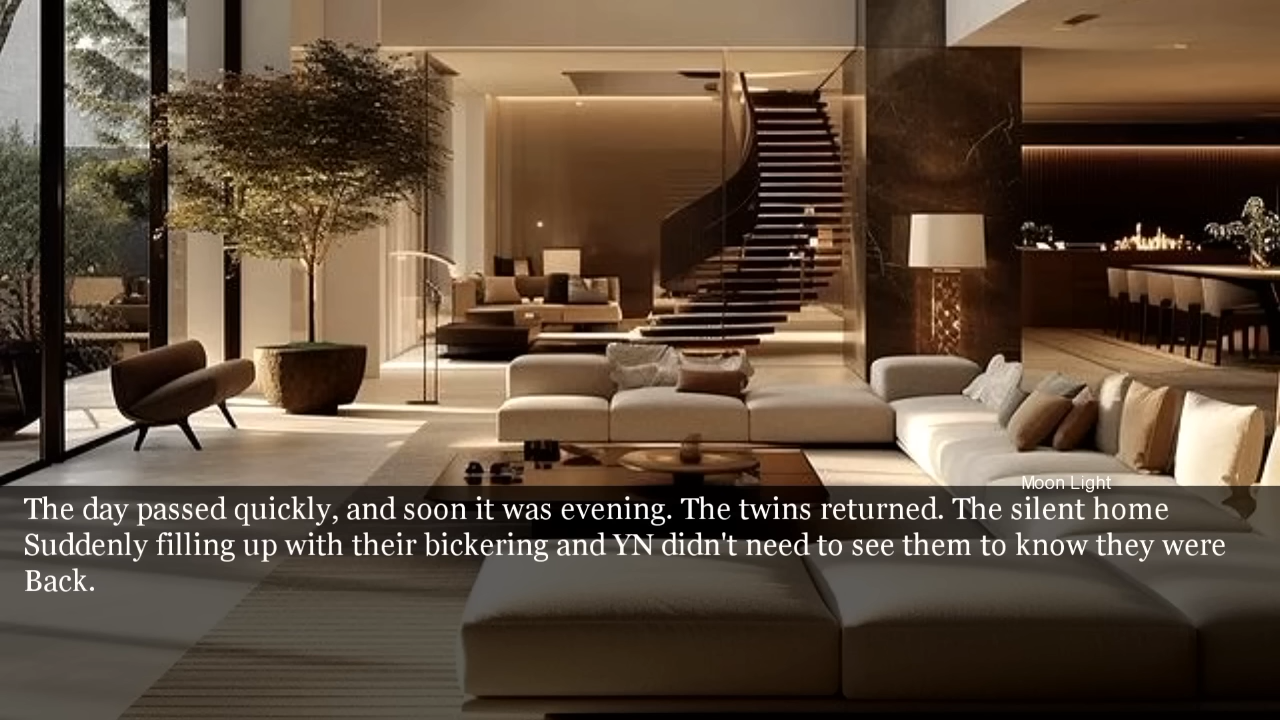 Moon Light
The day passed quickly, and soon it was evening. The twins returned. The silent home
Suddenly filling up with their bickering and YN didn't need to see them to know they were
Back.